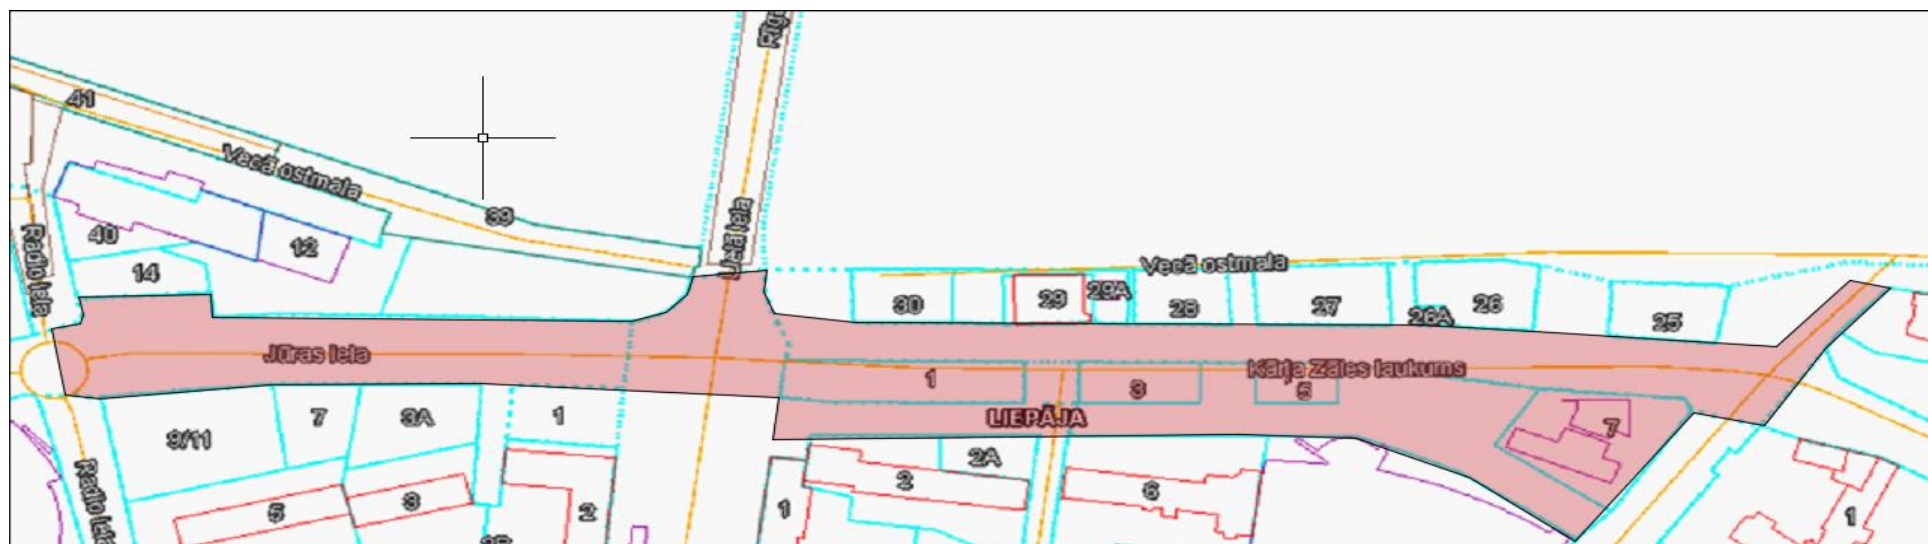 Rīga
41
Vecā ostmala
39
Lielā iela
40
12
Radio iela
14
Vecā ostmala
30
29
29A
28
27
26A
26
25
Jūras iela
Kārļa Zāles laukums
1
3
5
LIEPĀJA
7
9/11
7
3A
1
2A
2
6
Radio iela
5
3
2
1
1